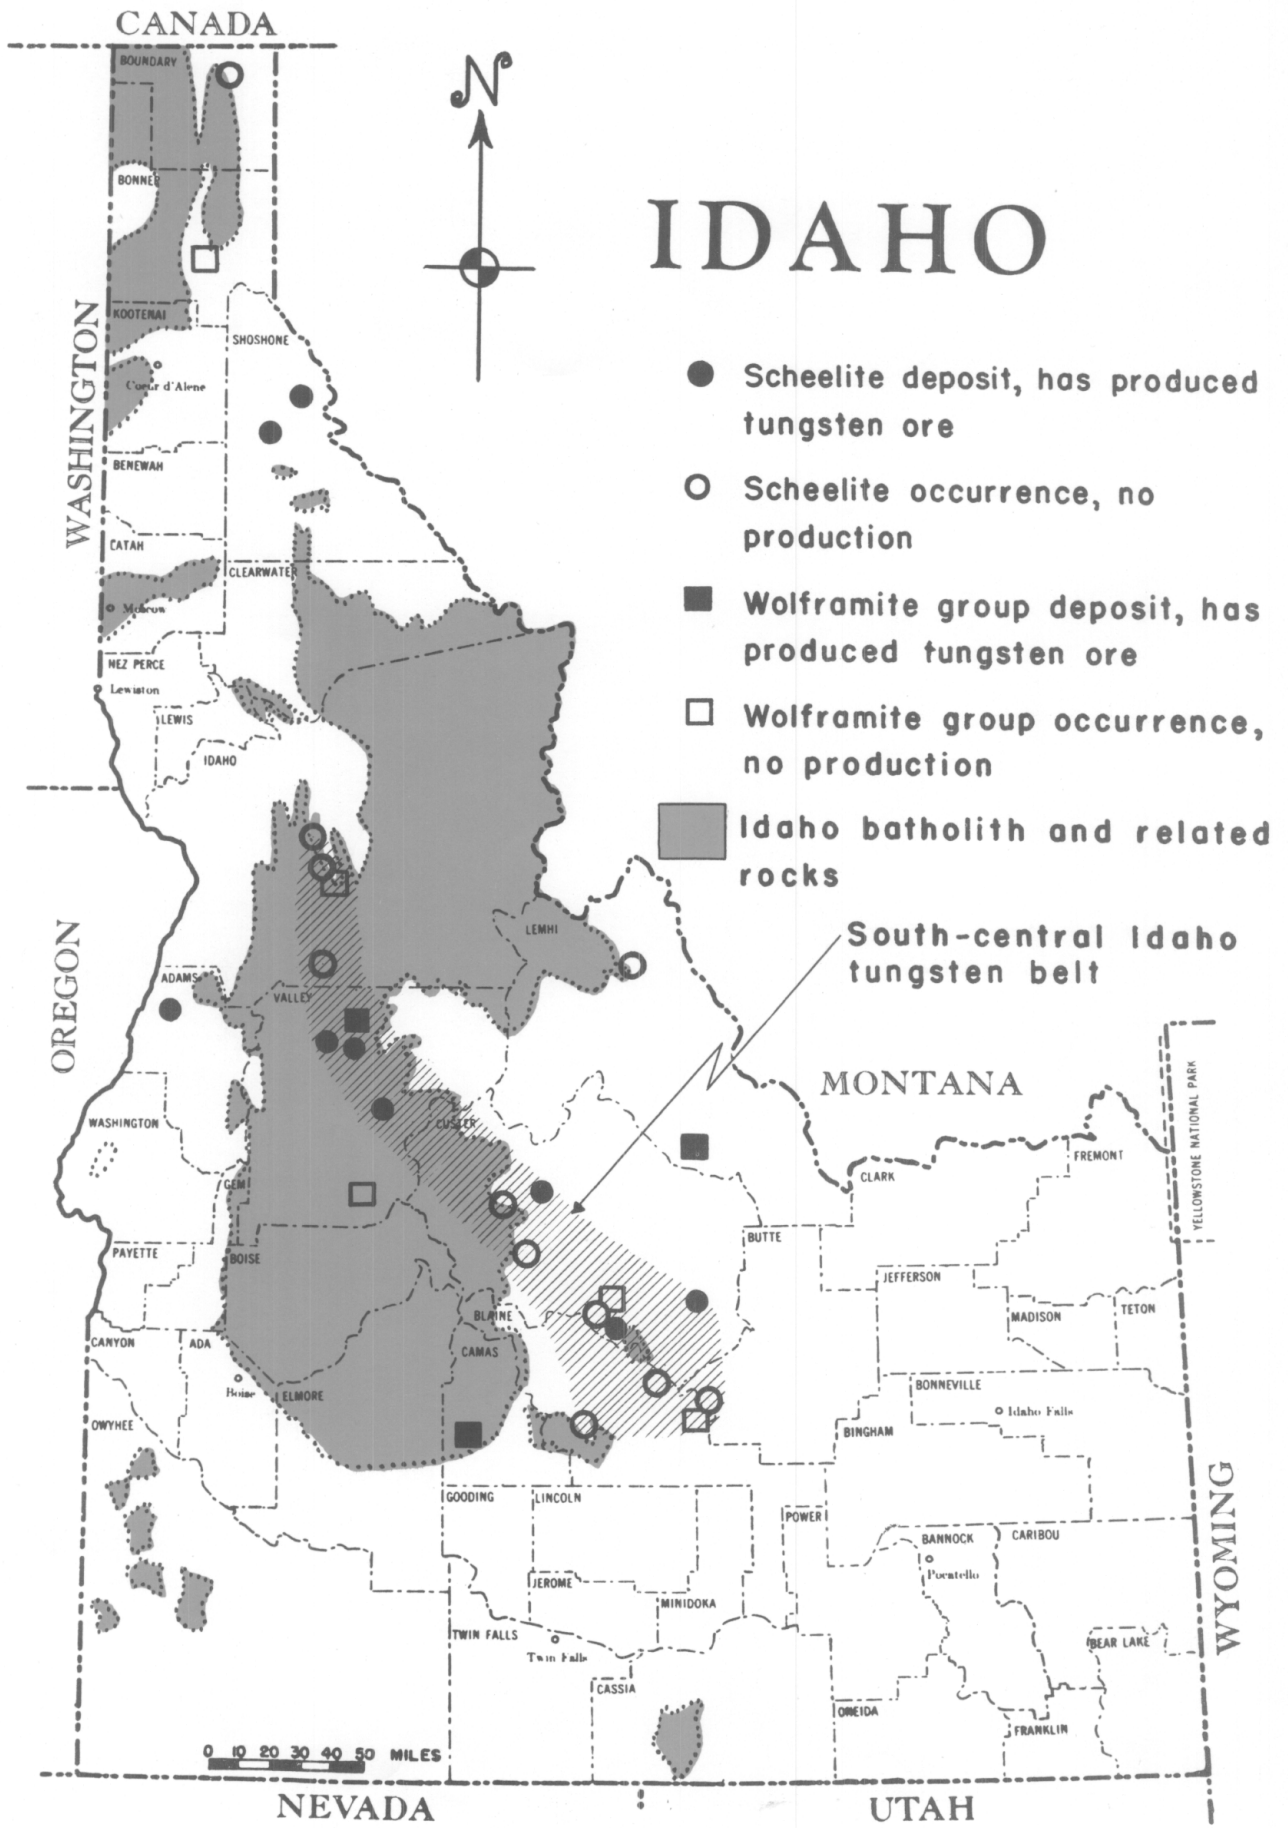 CANADA
BOUNDARY
N
BONNER
IDAHO
KOOTENAI
SHOSHONE
WASHINGTON
Coeur d'Alene
Scheelite deposit, has produced
tungsten ore
BENEWAH
Scheelite occurrence, no
production
LATAH
CLEARWATER
Moscow
Wolframite group deposit, has
produced tungsten ore
NEZ PERCE
Lewiston
LEWIS
IDAHO
Wolframite group occurrence,
no production
Idaho batholith and related
rocks
OREGON
LEMHI
South-central Idaho
tungsten belt
ADAMS
VALLEY
MONTANA
YELLOWSTONE NATIONAL PARK
WASHINGTON
CUSTER
FREMONT
CLARK
GEM
PAYETTE
BOISE
BUTTE
JEFFERSON
MADISON
TETON
BLAINE
CANYON
ADA
CAMAS
Boise
ELMORE
BONNEVILLE
Idaho Falls
OWYHEE
BINGHAM
WYOMING
GOODING
LINCOLN
POWER
BANNOCK
CARIBOU
Pocatello
JEROME
MINIDOKA
TWIN FALLS
Twin Falls
BEAR LAKE
CASSIA
ONEIDA
FRANKLIN
0 10 20 30 40 50 MILES
NEVADA
UTAH